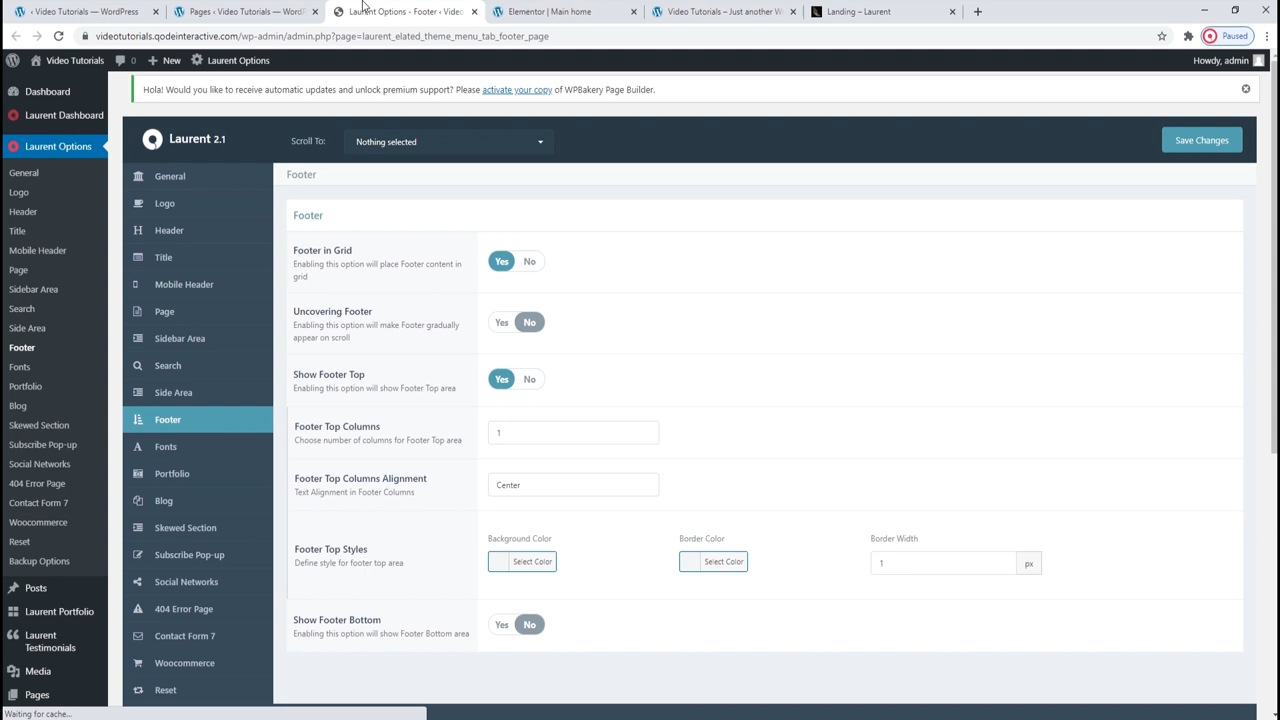 ‹ Video Tutorials — WordPress
Pages ‹ Video Tutorials — WordP
Laurent Options - Footer ‹ Video
Elementor | Main home
Video Tutorials – Just another W
Landing – Laurent
videotutorials.qodeinteractive.com/wp-admin/admin.php?page=laurent_elated_theme_menu_tab_footer_page
Paused
Video Tutorials
0
New
Laurent Options
Howdy, admin
Hola! Would you like to receive automatic updates and unlock premium support? Please activate your copy of WPBakery Page Builder.
Dashboard
Laurent Dashboard
Laurent Options
General
Logo
Header
Title
Mobile Header
Page
Sidebar Area
Search
Side Area
Footer
Fonts
Portfolio
Blog
Skewed Section
Subscribe Pop-up
Social Networks
404 Error Page
Contact Form 7
Woocommerce
Reset
Backup Options
Posts
Laurent Portfolio
Laurent
Testimonials
Media
Pages
Laurent 2.1
Scroll To:
Nothing selected
Save Changes
General
Logo
Header
Title
Mobile Header
Page
Sidebar Area
Search
Side Area
Footer
Fonts
Portfolio
Blog
Skewed Section
Subscribe Pop-up
Social Networks
404 Error Page
Contact Form 7
Woocommerce
Reset
Footer
Footer
Footer in Grid
Enabling this option will place Footer content in
grid
Yes No
Uncovering Footer
Enabling this option will make Footer gradually
appear on scroll
Yes No
Show Footer Top
Enabling this option will show Footer Top area
Yes No
Footer Top Columns
Choose number of columns for Footer Top area
1
Footer Top Columns Alignment
Text Alignment in Footer Columns
Center
Footer Top Styles
Define style for footer top area
Background Color
Select Color
Border Color
Select Color
Border Width
1
px
Show Footer Bottom
Enabling this option will show Footer Bottom area
Yes No
Waiting for cache...